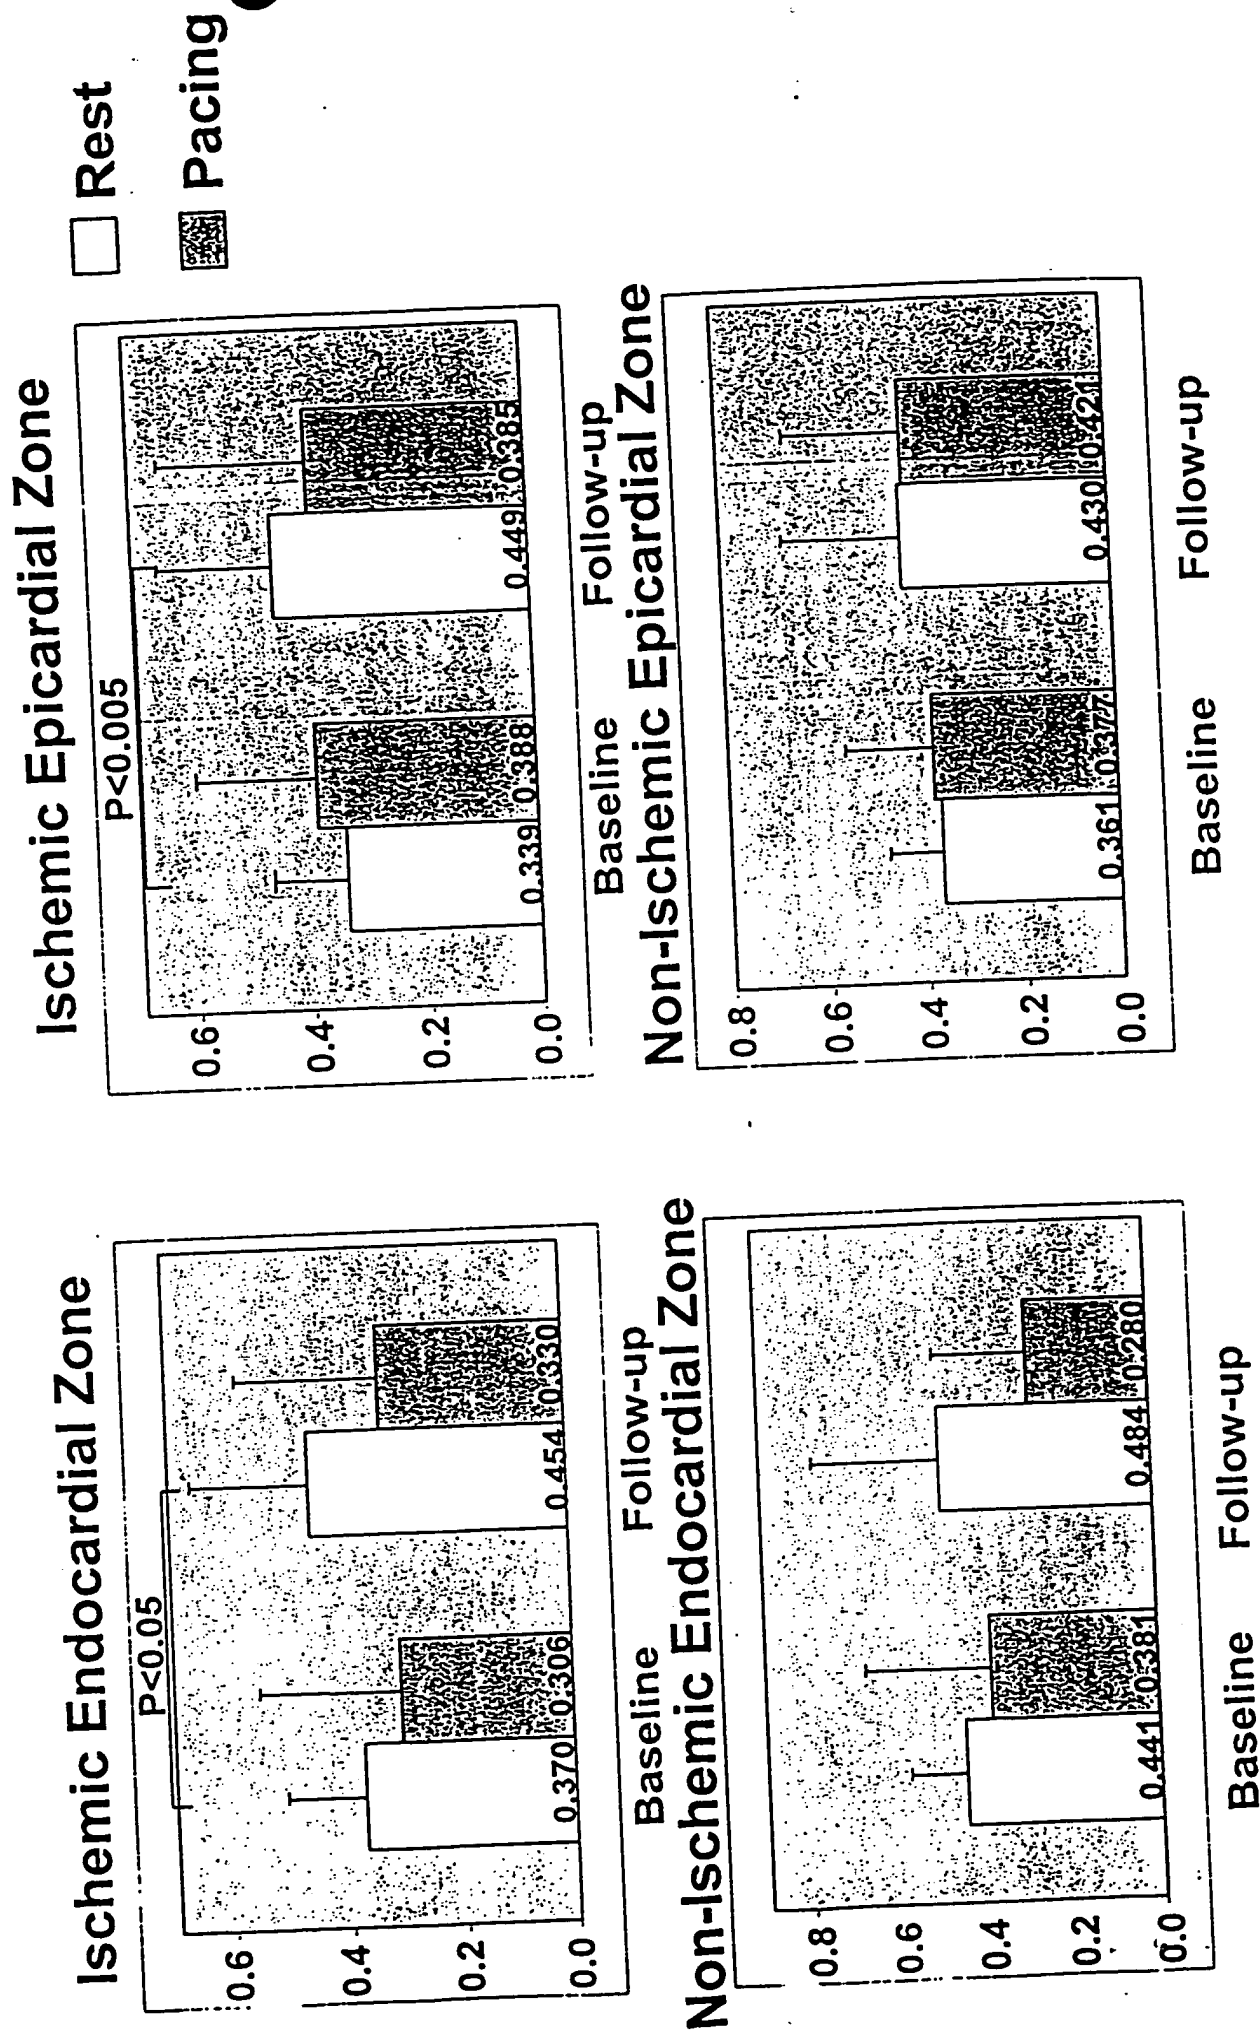 Rest
Pacing
Ischemic Endocardial Zone
P<0.05
0.6
0.4
0.2
0.0
0.370
0.306
0.454
0.330
Baseline
Follow-up
Ischemic Epicardial Zone
P<0.005
0.6
0.4
0.2
0.0
0.339
0.388
0.449
0.385
Baseline
Follow-up
Non-Ischemic Endocardial Zone
0.8
0.6
0.4
0.2
0.0
0.441
0.381
0.484
0.280
Baseline
Follow-up
Non-Ischemic Epicardial Zone
0.8
0.6
0.4
0.2
0.0
0.361
0.377
0.430
0.421
Baseline
Follow-up